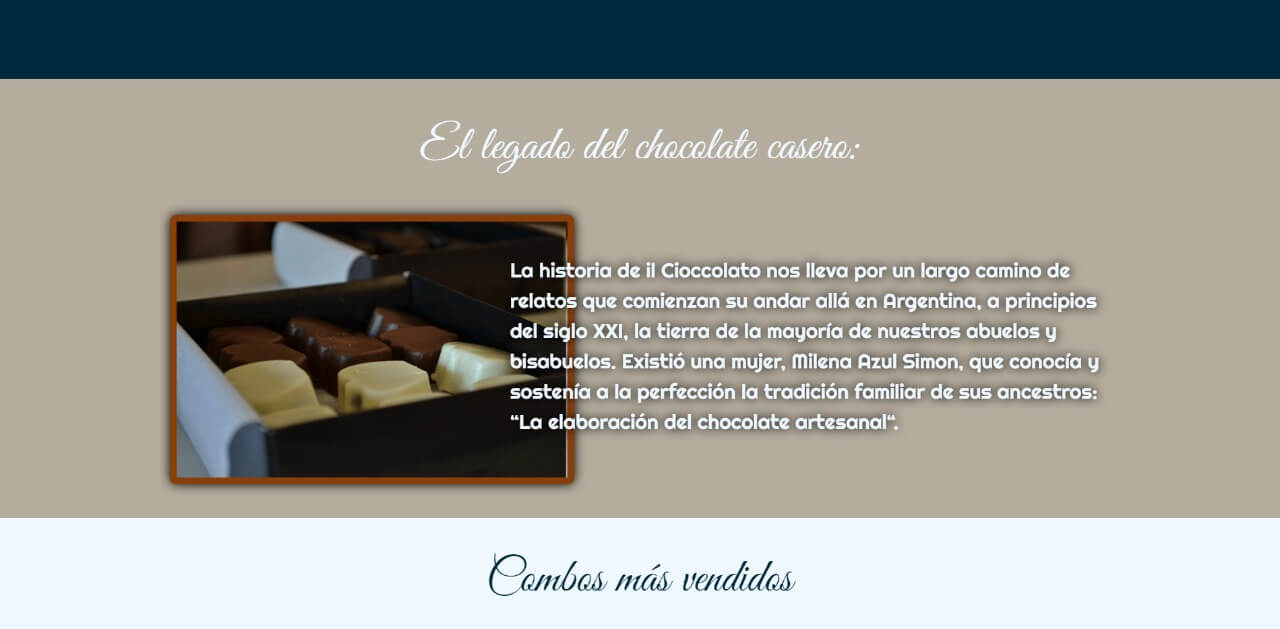 El legado del chocolate casero:
La historia de il Cioccolato nos lleva por un largo camino de
relatos que comienzan su andar allá en Argentina, a principios
del siglo XXI, la tierra de la mayoría de nuestros abuelos y
bisabuelos. Existió una mujer, Milena Azul Simon, que conocía y
sostenía a la perfección la tradición familiar de sus ancestros:
“La elaboración del chocolate artesanal“.
Combos más vendidos